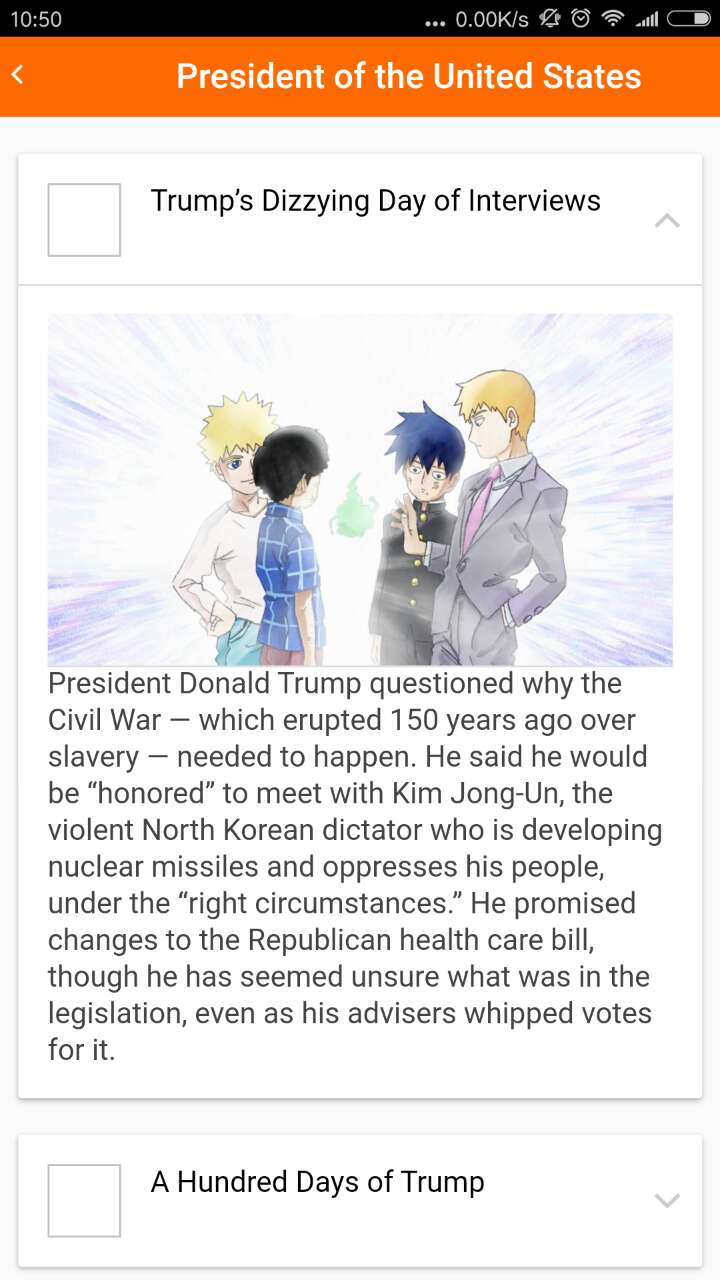 10:50 ... 0.00K/s
President of the United States
Trump’s Dizzying Day of Interviews
President Donald Trump questioned why the
Civil War — which erupted 150 years ago over
slavery — needed to happen. He said he would
be “honored” to meet with Kim Jong-Un, the
violent North Korean dictator who is developing
nuclear missiles and oppresses his people,
under the “right circumstances.” He promised
changes to the Republican health care bill,
though he has seemed unsure what was in the
legislation, even as his advisers whipped votes
for it.
A Hundred Days of Trump